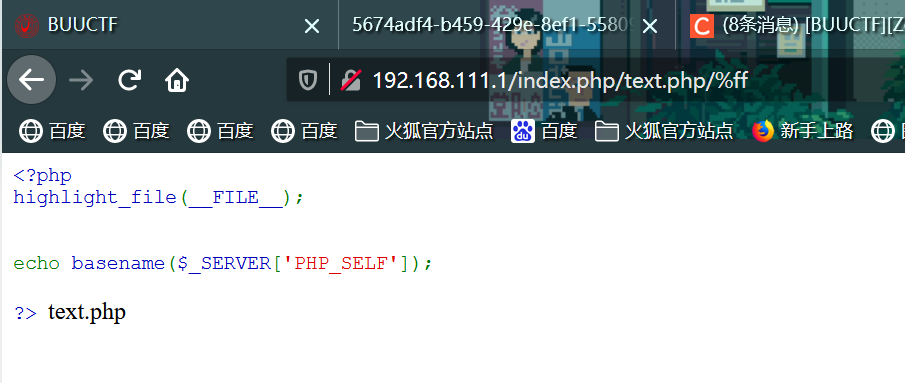 BUUCTF
5674adf4-b459-429e-8ef1-5580
(8条消息) [BUUCTF][Z
192.168.111.1/index.php/text.php/%ff
百度 百度 百度 百度 火狐官方站点 百度 火狐官方站点 新手上路
<?php
highlight_file(__FILE__);
echo basename($_SERVER['PHP_SELF']);
?> text.php